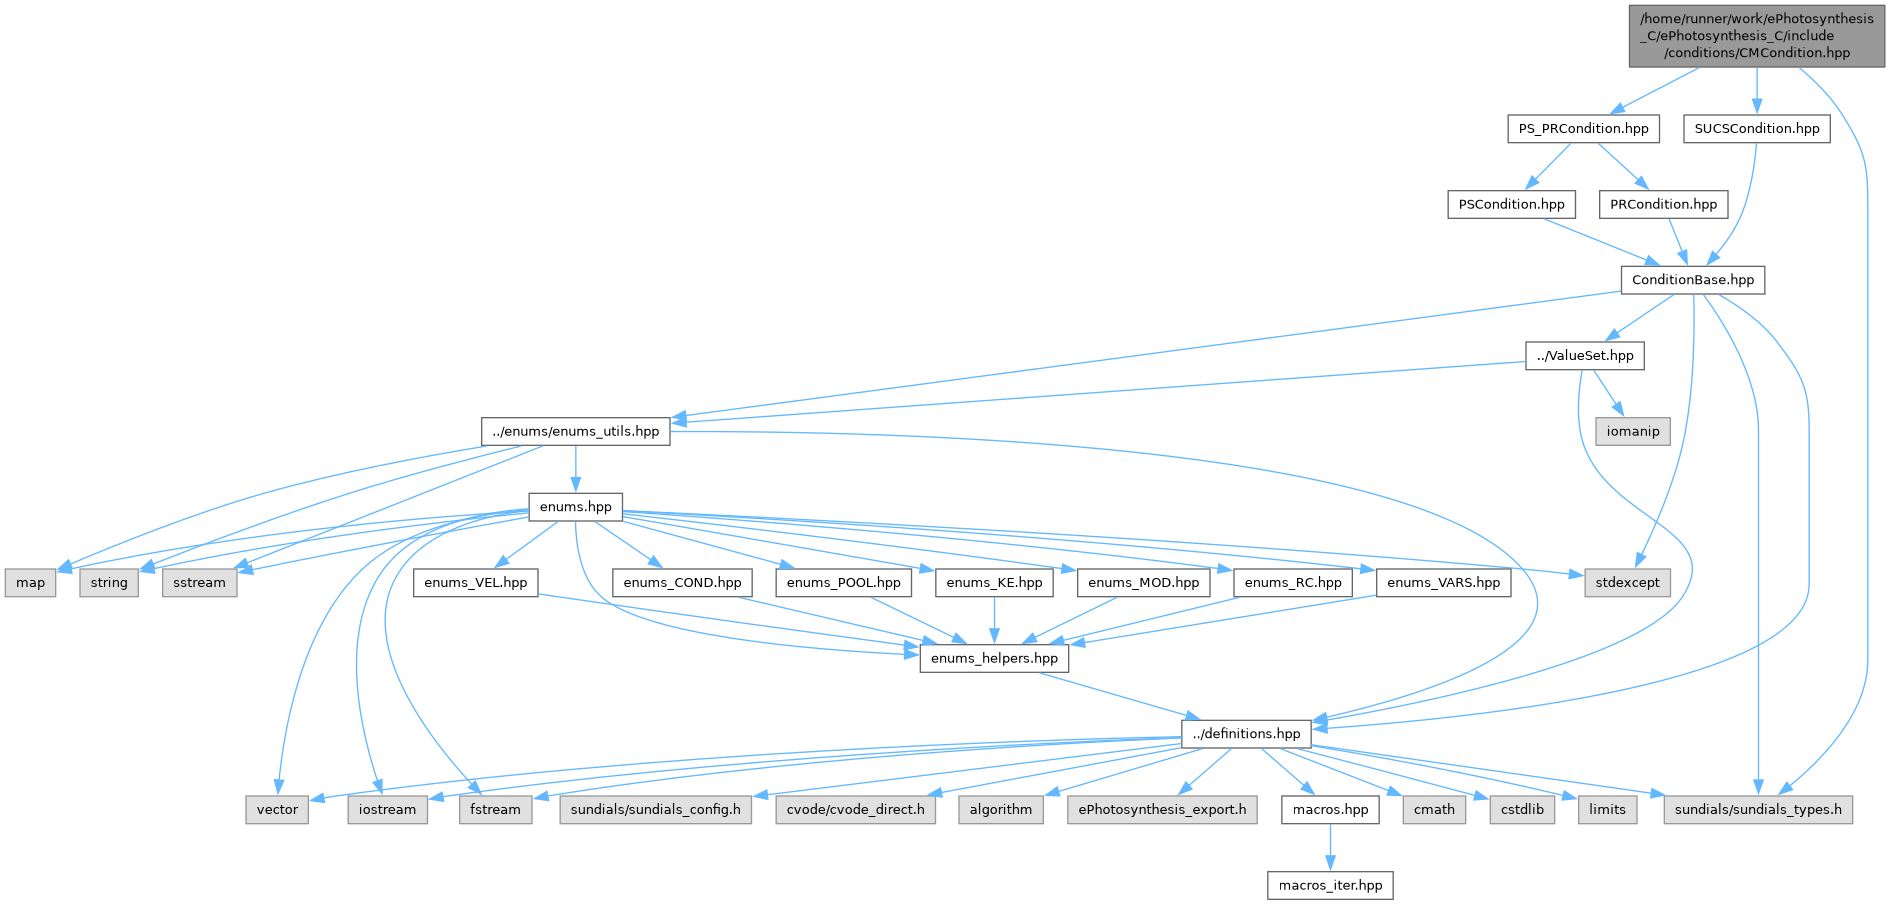 /home/runner/work/ePhotosynthesis
_C/ePhotosynthesis_C/include
/conditions/CMCondition.hpp
PS_PRCondition.hpp
SUCSCondition.hpp
PSCondition.hpp
PRCondition.hpp
ConditionBase.hpp
../ValueSet.hpp
../enums/enums_utils.hpp
iomanip
enums.hpp
map
string
sstream
enums_VEL.hpp
enums_COND.hpp
enums_POOL.hpp
enums_KE.hpp
enums_MOD.hpp
enums_RC.hpp
enums_VARS.hpp
stdexcept
enums_helpers.hpp
../definitions.hpp
vector
iostream
fstream
sundials/sundials_config.h
cvode/cvode_direct.h
algorithm
ePhotosynthesis_export.h
macros.hpp
cmath
cstdlib
limits
sundials/sundials_types.h
macros_iter.hpp